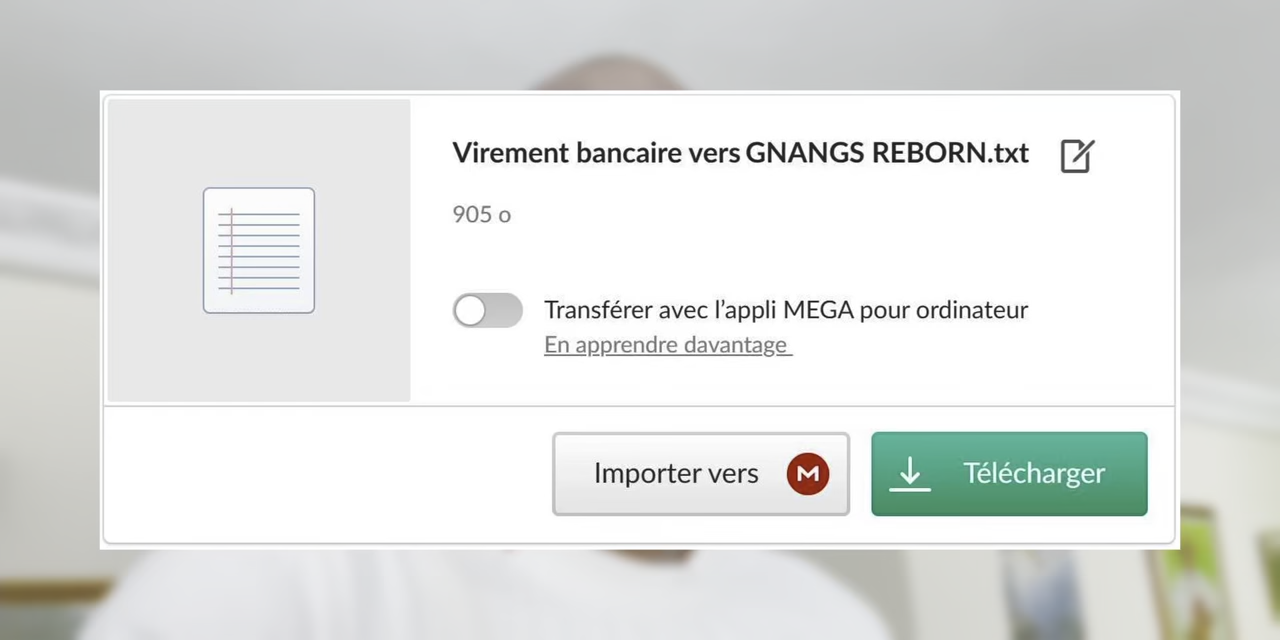 Virement bancaire vers GNANGS REBORN.txt
905 o
Transférer avec l’appli MEGA pour ordinateur
En apprendre davantage
Importer vers M
Télécharger